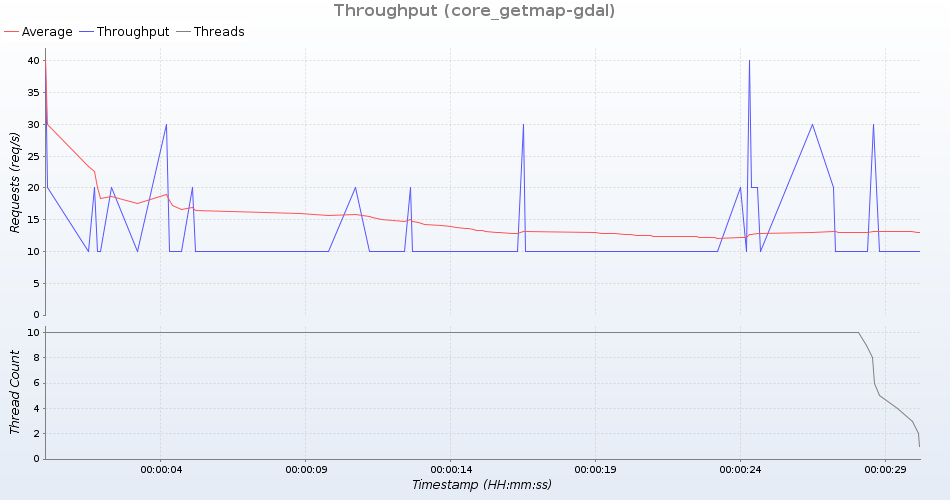 Throughput (core_getmap-gdal)
Average Throughput Threads
Requests (req/s)
40
35
30
25
20
15
10
5
0
Thread Count
10
8
6
4
2
0
00:00:04 00:00:09 00:00:14 00:00:19 00:00:24 00:00:29
Timestamp (HH:mm:ss)